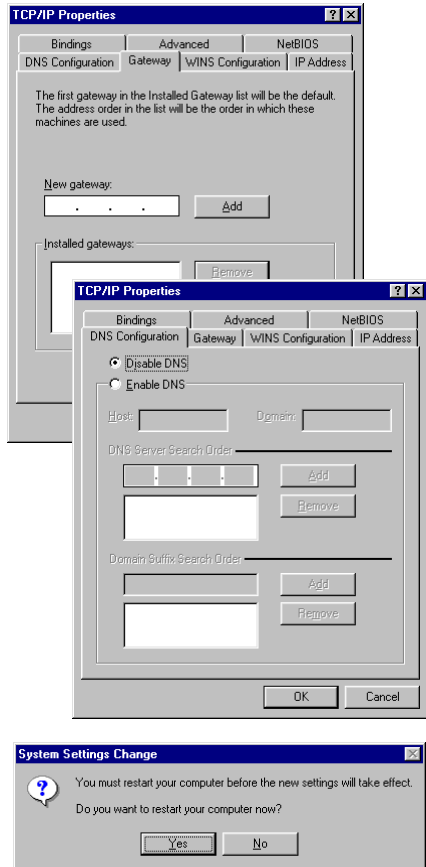 TCP/IP Properties
Bindings Advanced NetBIOS
DNS Configuration Gateway WINS Configuration IP Address
The first gateway in the Installed Gateway list will be the default.
The address order in the list will be the order in which these
machines are used.
New gateway:
. . . Add
Installed gateways:
Remove
TCP/IP Properties
Bindings Advanced NetBIOS
DNS Configuration Gateway WINS Configuration IP Address
Disable DNS
Enable DNS
Host: Domain:
DNS Server Search Order
. . . Add
Remove
Domain Suffix Search Order
Add
Remove
OK Cancel
System Settings Change
You must restart your computer before the new settings will take effect.
Do you want to restart your computer now?
Yes No